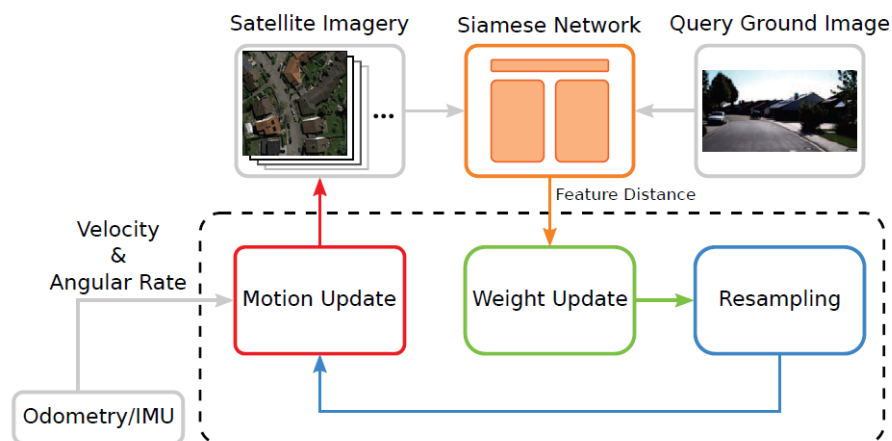 Satellite Imagery
Siamese Network
Query Ground Image
...
Feature Distance
Velocity
&
Angular Rate
Motion Update
Weight Update
Resampling
Odometry/IMU